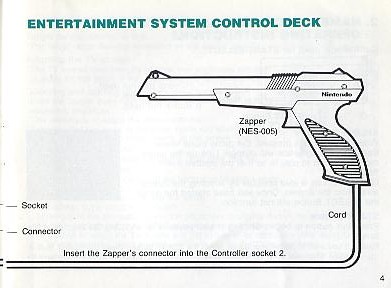 ENTERTAINMENT SYSTEM CONTROL DECK
Nintendo
Zapper
(NES-005)
Socket
Cord
Connector
Insert the Zapper's connector into the Controller socket 2.
4